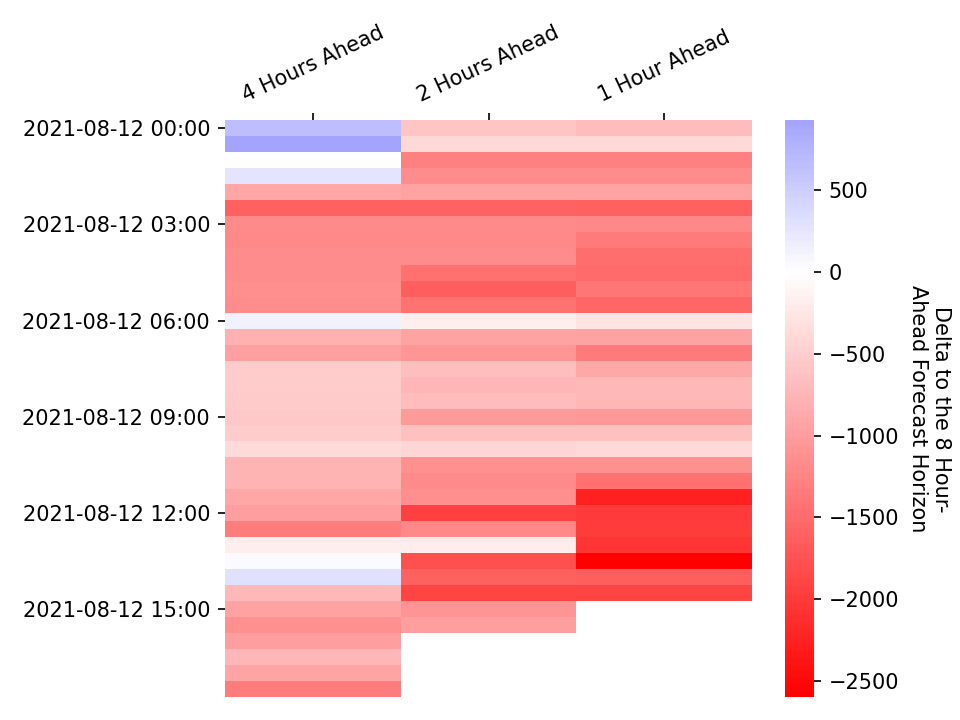 4 Hours Ahead
2 Hours Ahead
1 Hour Ahead
2021-08-12 00:00
2021-08-12 03:00
2021-08-12 06:00
2021-08-12 09:00
2021-08-12 12:00
2021-08-12 15:00
500
0
−500
−1000
−1500
−2000
−2500
Delta to the 8 Hour-
Ahead Forecast Horizon